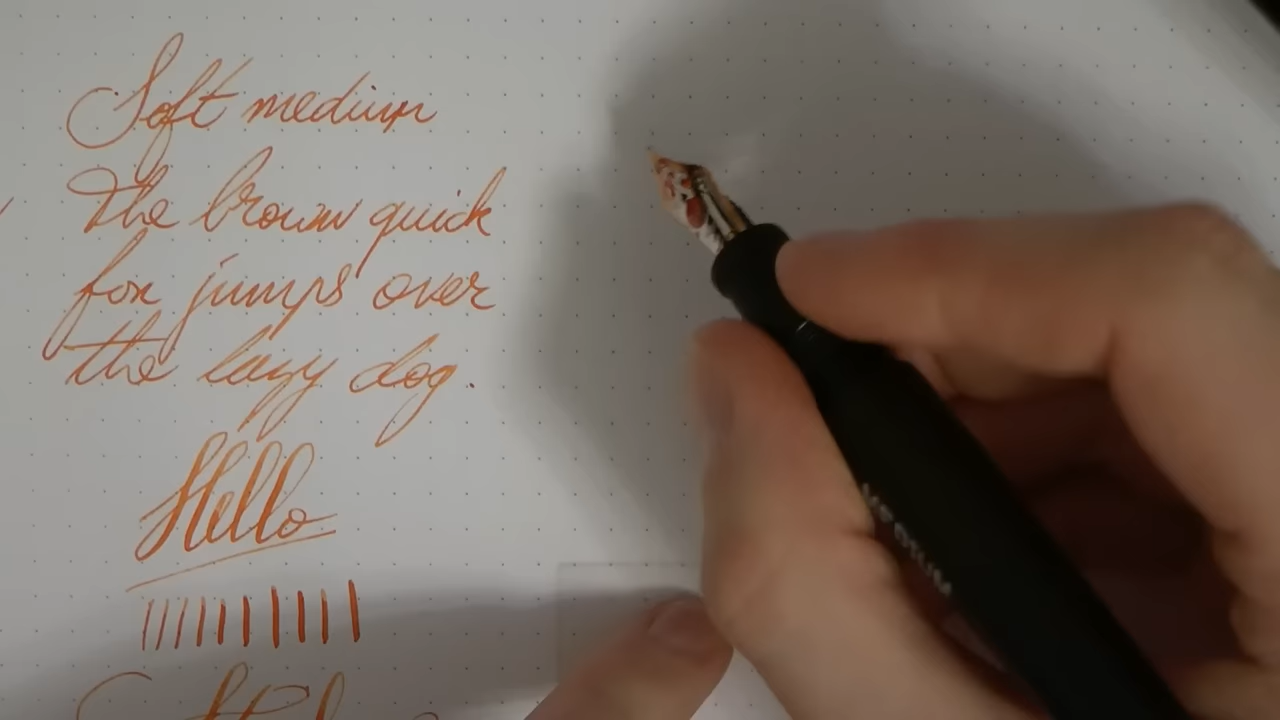 Soft medium
The brown quick
fox jumps over
the lazy dog.
Hello